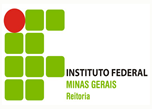 INSTITUTO FEDERAL
MINAS GERAIS
Reitoria